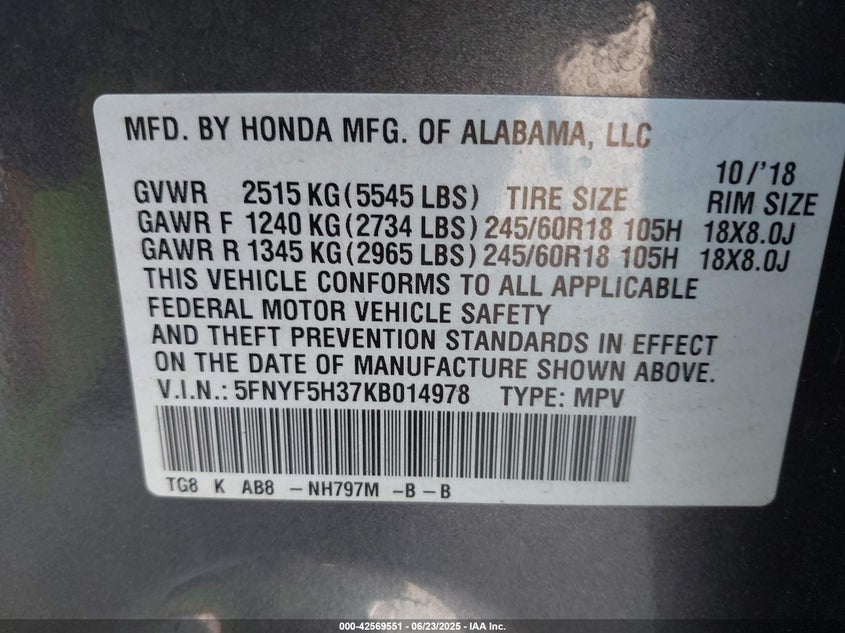 MFD. BY HONDA MFG. OF ALABAMA, LLC
10/'18
GVWR 2515 KG (5545 LBS) TIRE SIZE RIM SIZE
GAWR F 1240 KG (2734 LBS) 245/60R18 105H 18X8.0J
GAWR R 1345 KG (2965 LBS) 245/60R18 105H 18X8.0J
THIS VEHICLE CONFORMS TO ALL APPLICABLE
FEDERAL MOTOR VEHICLE SAFETY
AND THEFT PREVENTION STANDARDS IN EFFECT
ON THE DATE OF MANUFACTURE SHOWN ABOVE.
V.I.N.: 5FNYF5H37KB014978 TYPE: MPV
TG8 K AB8 -NH797M -B -B
000-42569551 | 06/23/2025 | IAA Inc.